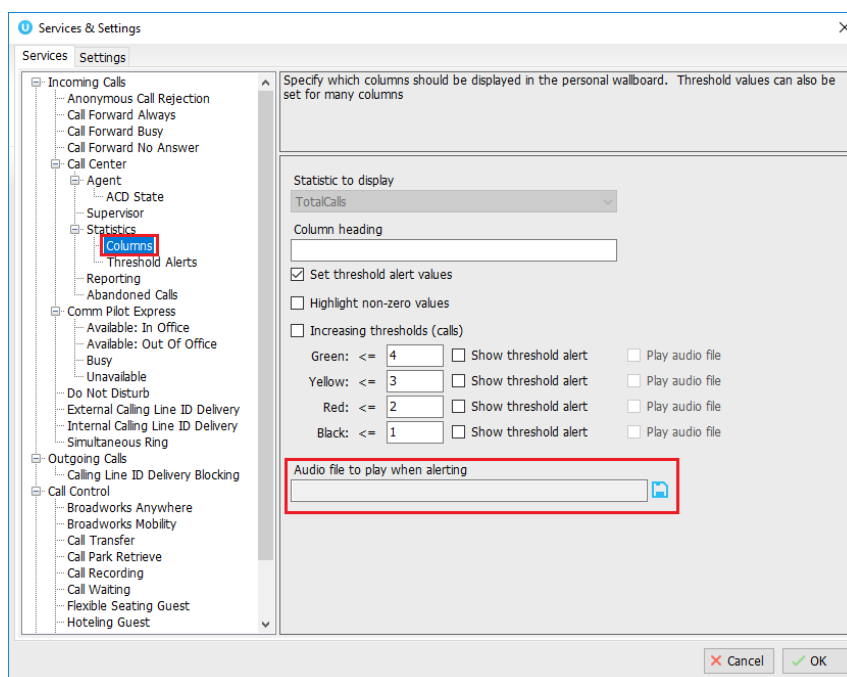 Services & Settings
Services Settings
Incoming Calls
Anonymous Call Rejection
Call Forward Always
Call Forward Busy
Call Forward No Answer
Call Center
Agent
ACD State
Supervisor
Statistics
Columns
Threshold Alerts
Reporting
Abandoned Calls
Comm Pilot Express
Available: In Office
Available: Out Of Office
Busy
Unavailable
Do Not Disturb
External Calling Line ID Delivery
Internal Calling Line ID Delivery
Simultaneous Ring
Outgoing Calls
Calling Line ID Delivery Blocking
Call Control
Broadworks Anywhere
Broadworks Mobility
Call Transfer
Call Park Retrieve
Call Recording
Call Waiting
Flexible Seating Guest
Hoteling Guest
Specify which columns should be displayed in the personal wallboard. Threshold values can also be
set for many columns
Statistic to display
TotalCalls
Column heading
Set threshold alert values
Highlight non-zero values
Increasing thresholds (calls)
Green: <= 4 Show threshold alert Play audio file
Yellow: <= 3 Show threshold alert Play audio file
Red: <= 2 Show threshold alert Play audio file
Black: <= 1 Show threshold alert Play audio file
Audio file to play when alerting
Cancel OK